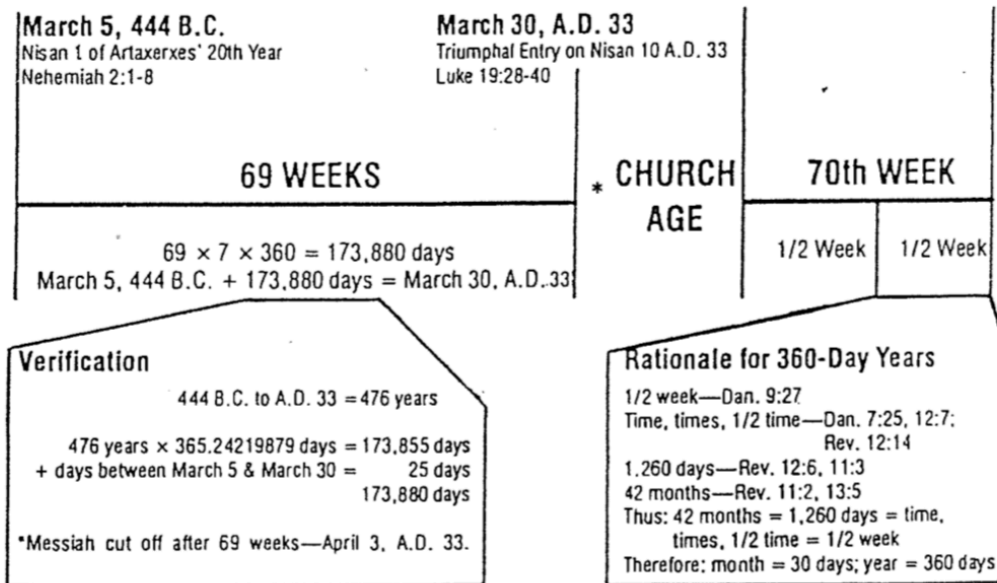 March 5, 444 B.C.
Nisan 1 of Artaxerxes' 20th Year
Nehemiah 2:1-8
March 30, A.D. 33
Triumphal Entry on Nisan 10 A.D. 33
Luke 19:28-40
69 WEEKS
* CHURCH
AGE
70th WEEK
69 × 7 × 360 = 173,880 days
March 5, 444 B.C. + 173,880 days = March 30, A.D. 33
1/2 Week
1/2 Week
Verification
444 B.C. to A.D. 33 = 476 years
476 years × 365.24219879 days = 173,855 days
+ days between March 5 & March 30 = 25 days
173,880 days
*Messiah cut off after 69 weeks—April 3, A.D. 33.
Rationale for 360-Day Years
1/2 week—Dan. 9:27
Time, times, 1/2 time—Dan. 7:25, 12:7;
Rev. 12:14
1,260 days—Rev. 12:6, 11:3
42 months—Rev. 11:2, 13:5
Thus: 42 months = 1,260 days = time,
times, 1/2 time = 1/2 week
Therefore: month = 30 days; year = 360 days